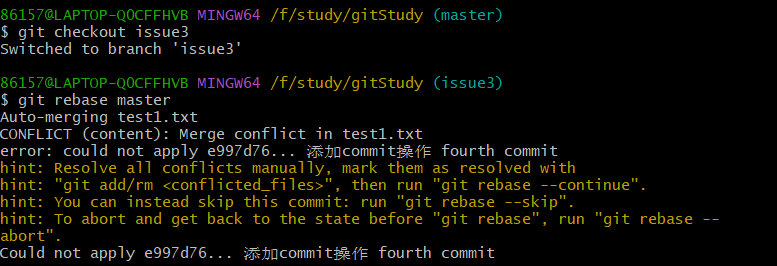 86157@LAPTOP-Q0CFFHVB MINGW64 /f/study/gitStudy (master)
$ git checkout issue3
Switched to branch 'issue3'
86157@LAPTOP-Q0CFFHVB MINGW64 /f/study/gitStudy (issue3)
$ git rebase master
Auto-merging test1.txt
CONFLICT (content): Merge conflict in test1.txt
error: could not apply e997d76... 添加commit操作 fourth commit
hint: Resolve all conflicts manually, mark them as resolved with
hint: "git add/rm <conflicted_files>", then run "git rebase --continue".
hint: You can instead skip this commit: run "git rebase --skip".
hint: To abort and get back to the state before "git rebase", run "git rebase --
abort".
Could not apply e997d76... 添加commit操作 fourth commit